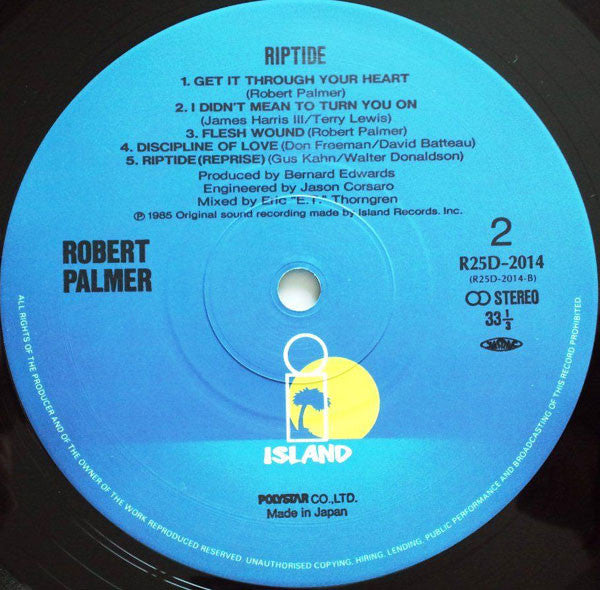 RIPTIDE
1. GET IT THROUGH YOUR HEART
(Robert Palmer)
2. I DIDN'T MEAN TO TURN YOU ON
(James Harris III/Terry Lewis)
3. FLESH WOUND (Robert Palmer)
4. DISCIPLINE OF LOVE (Don Freeman/David Batteau)
5. RIPTIDE (REPRISE) (Gus Kahn/Walter Donaldson)
Produced by Bernard Edwards
Engineered by Jason Corsaro
Mixed by Eric "E.T." Thorngren
Ⓟ 1985 Original sound recording made by Island Records. Inc.
ROBERT
PALMER
2
R25D-2014
(R25D-2014-B)
STEREO
33 1/3
ISLAND
POLYSTAR CO.,LTD.
Made in Japan
ALL RIGHTS OF THE PRODUCER AND OF THE OWNER OF THE WORK REPRODUCED RESERVED. UNAUTHORISED COPYING, HIRING, LENDING, PUBLIC PERFORMANCE AND BROADCASTING OF THIS RECORD PROHIBITED.